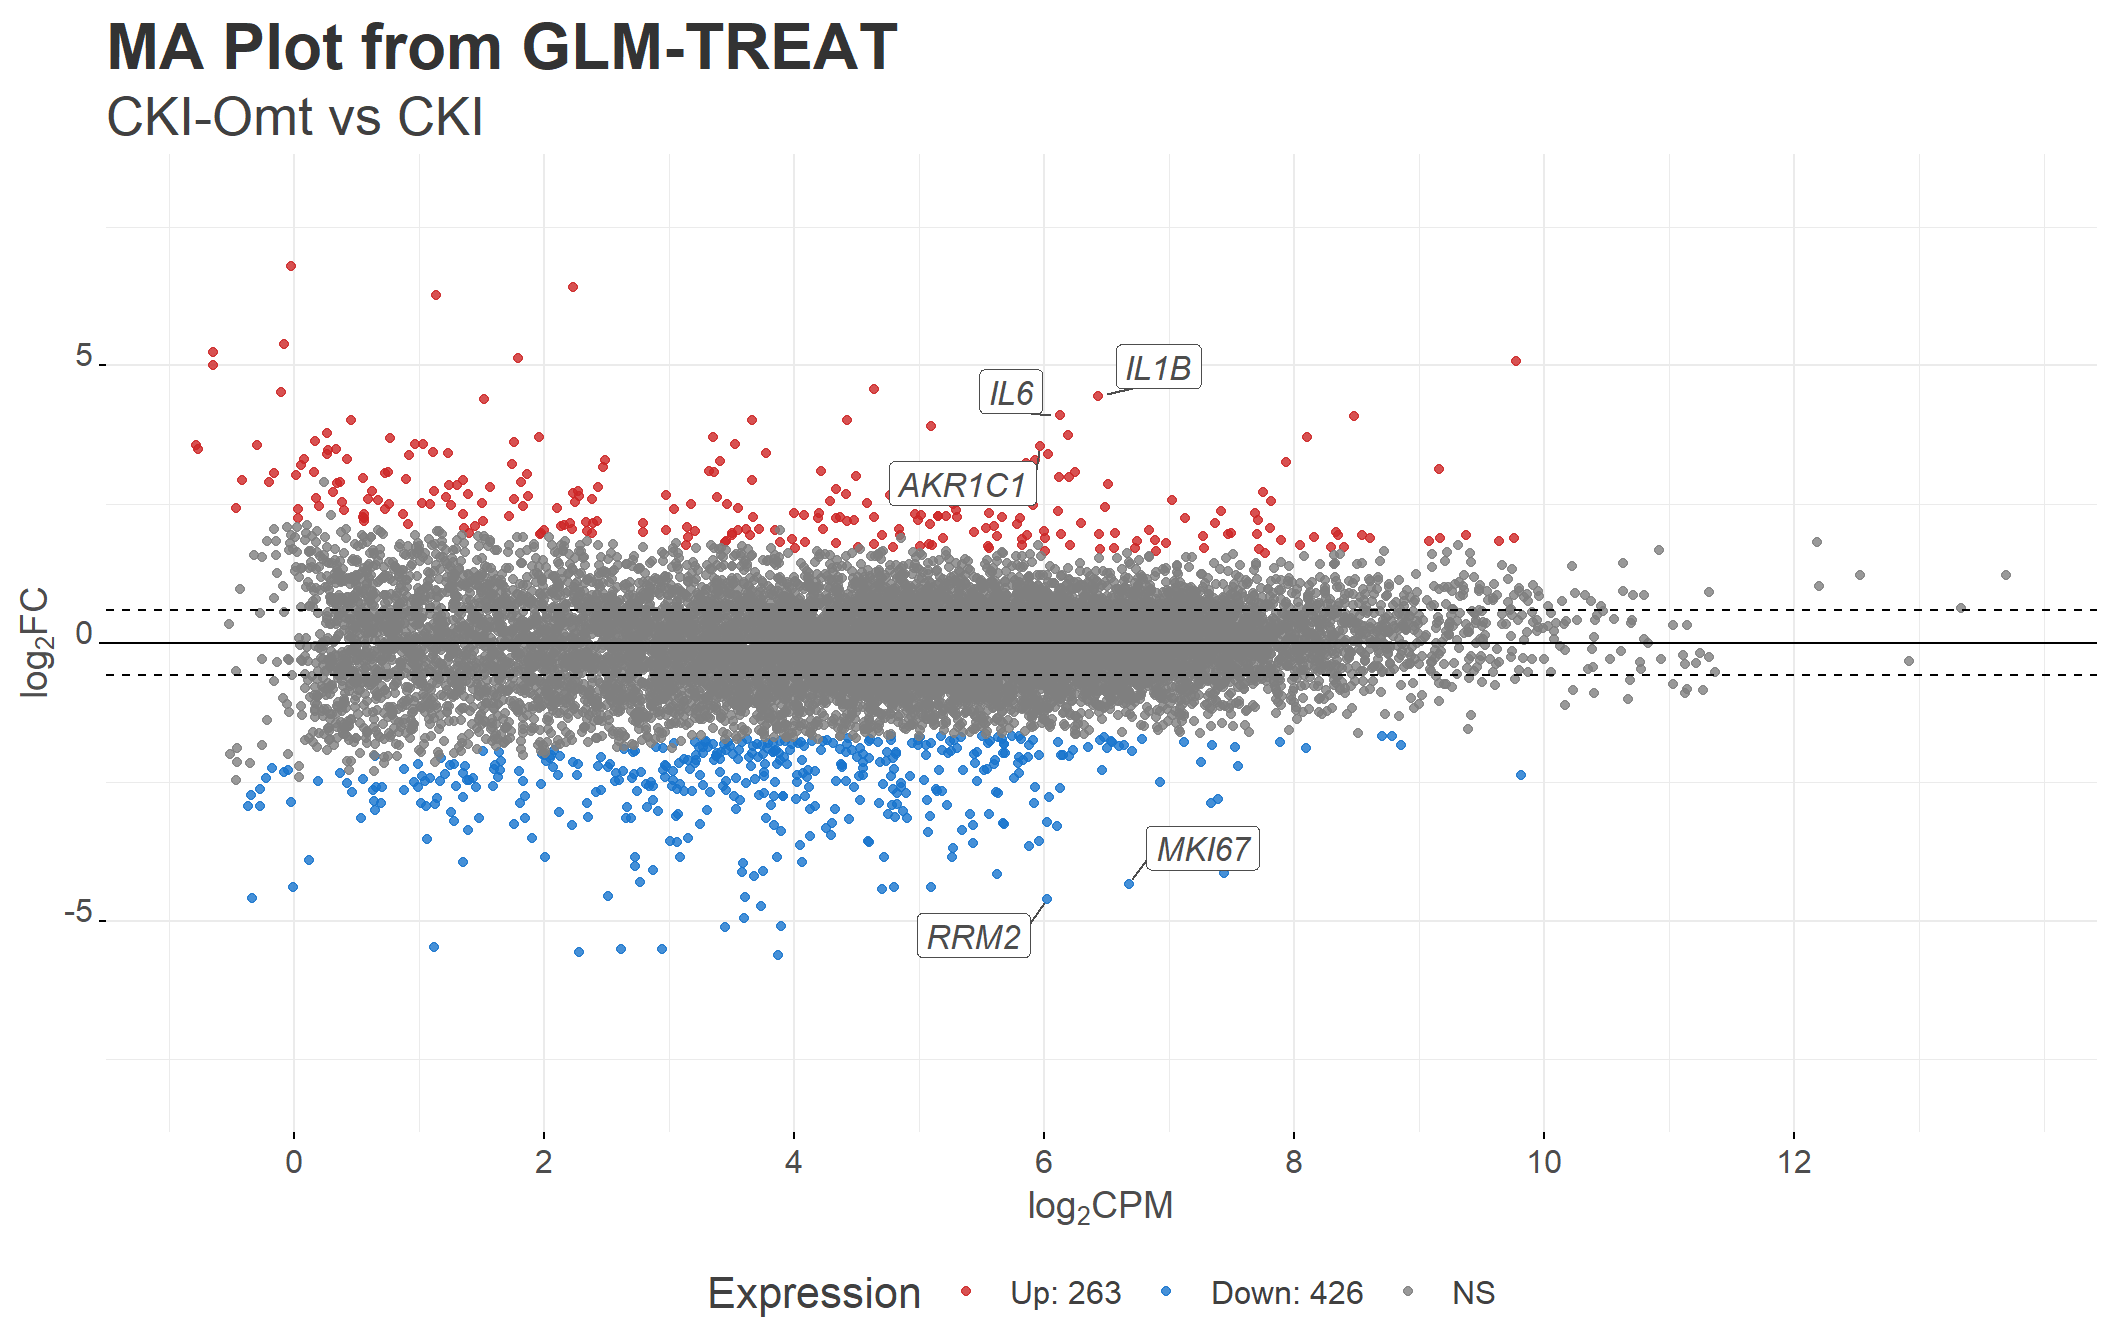 MA Plot from GLM-TREAT
CKI-Omt vs CKI
log₂FC
5
0
-5
IL6
IL1B
AKR1C1
MKI67
RRM2
0 2 4 6 8 10 12
log₂CPM
Expression Up: 263 Down: 426 NS